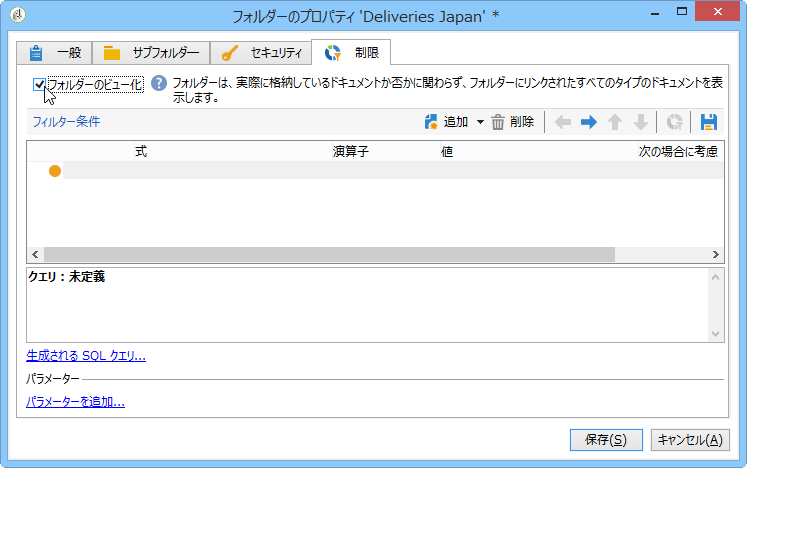 フォルダーのプロパティ 'Deliveries Japan' *
一般 サブフォルダー セキュリティ 制限
フォルダーのビュー化 フォルダーは、実際に格納しているドキュメントか否かに関わらず、フォルダーにリンクされたすべてのタイプのドキュメントを表
示します。
フィルター条件 追加 削除
式 演算子 値 次の場合に考慮
クエリ：未定義
生成される SQL クエリ...
パラメーター
パラメーターを追加...
保存(S) キャンセル(A)